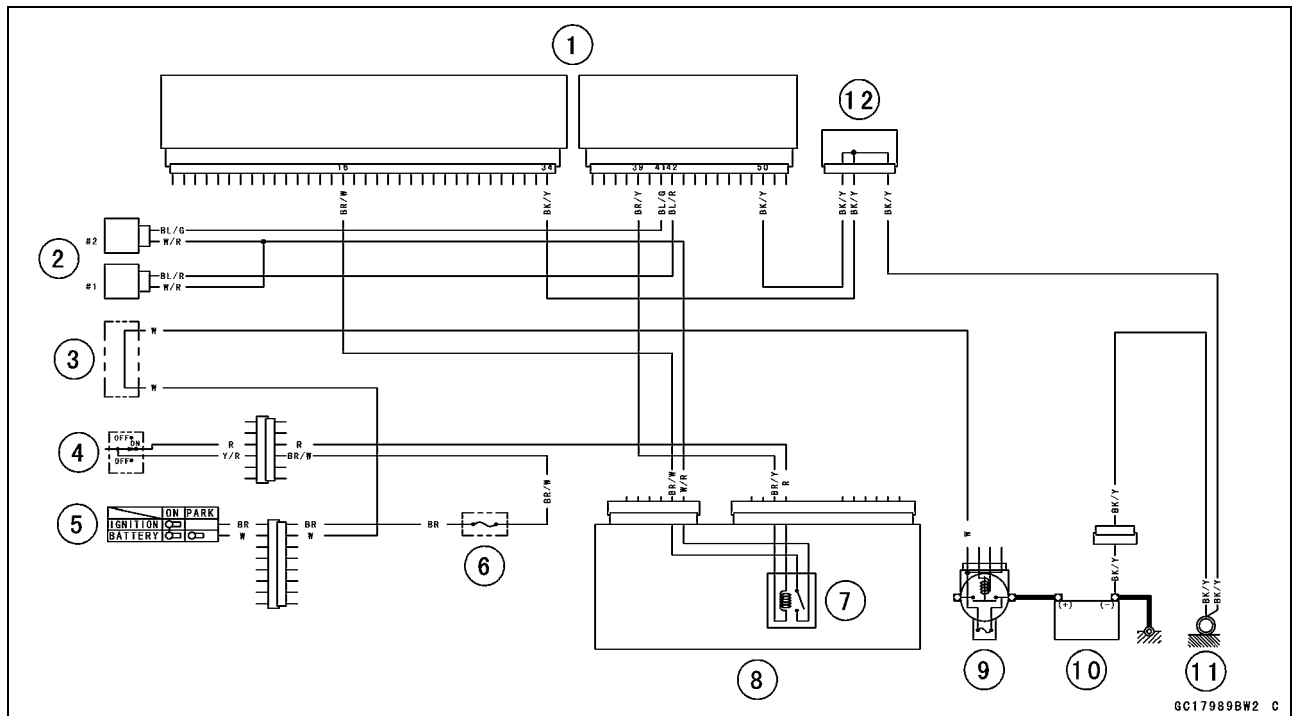 1
12
16 34 39 4142 50
BR/W BK/Y BR/Y BL/G BL/R BK/Y BK/Y BK/Y BK/Y
2
#2 BL/G
W/R
#1 BL/R
W/R
3
W
W
4
OFF ON
OFF
R R
Y/R BR/W
BR/W
BR/W W/R BR/Y R
5
ON PARK
IGNITION BR BR BR
BATTERY W W
6
7
8
W
9
(+) (-)
10
BK/Y
BK/Y
BK/Y BK/Y
11
GC17989BW2 C